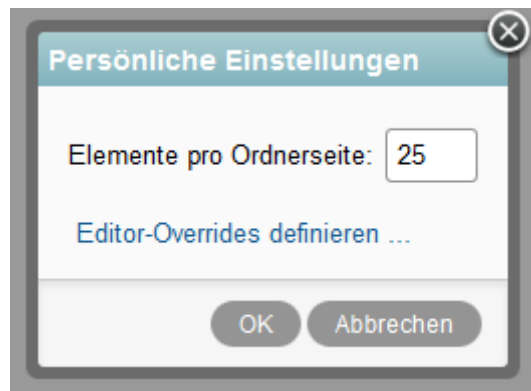 Persönliche Einstellungen
Elemente pro Ordnerseite: 25
Editor-Overrides definieren ...
OK Abbrechen